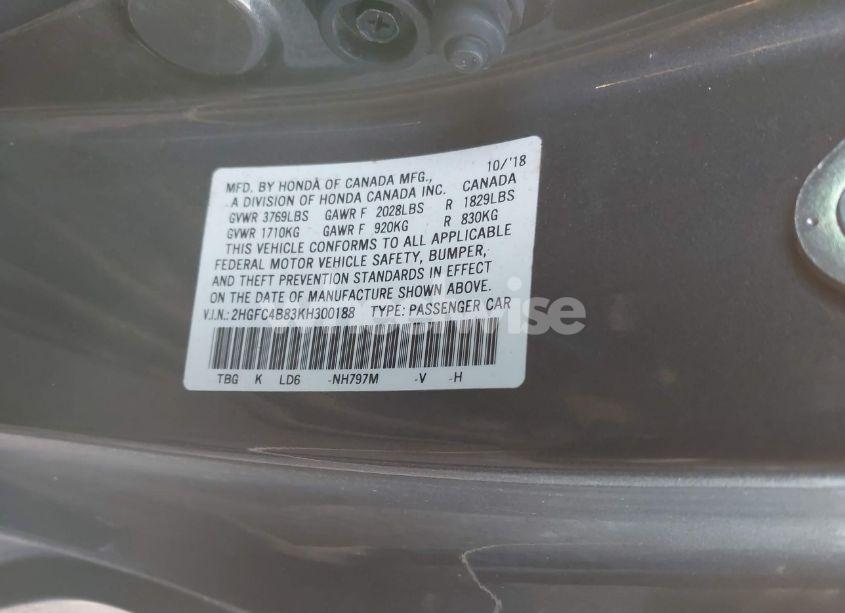 MFD. BY HONDA OF CANADA MFG., 10/'18
A DIVISION OF HONDA CANADA INC. CANADA
GVWR 3769LBS GAWR F 2028LBS R 1829LBS
GVWR 1710KG GAWR F 920KG R 830KG
THIS VEHICLE CONFORMS TO ALL APPLICABLE
FEDERAL MOTOR VEHICLE SAFETY, BUMPER,
AND THEFT PREVENTION STANDARDS IN EFFECT
ON THE DATE OF MANUFACTURE SHOWN ABOVE.
V.I.N.: 2HGFC4B83KH300188 TYPE: PASSENGER CAR
TBG K LD6 -NH797M -V -H